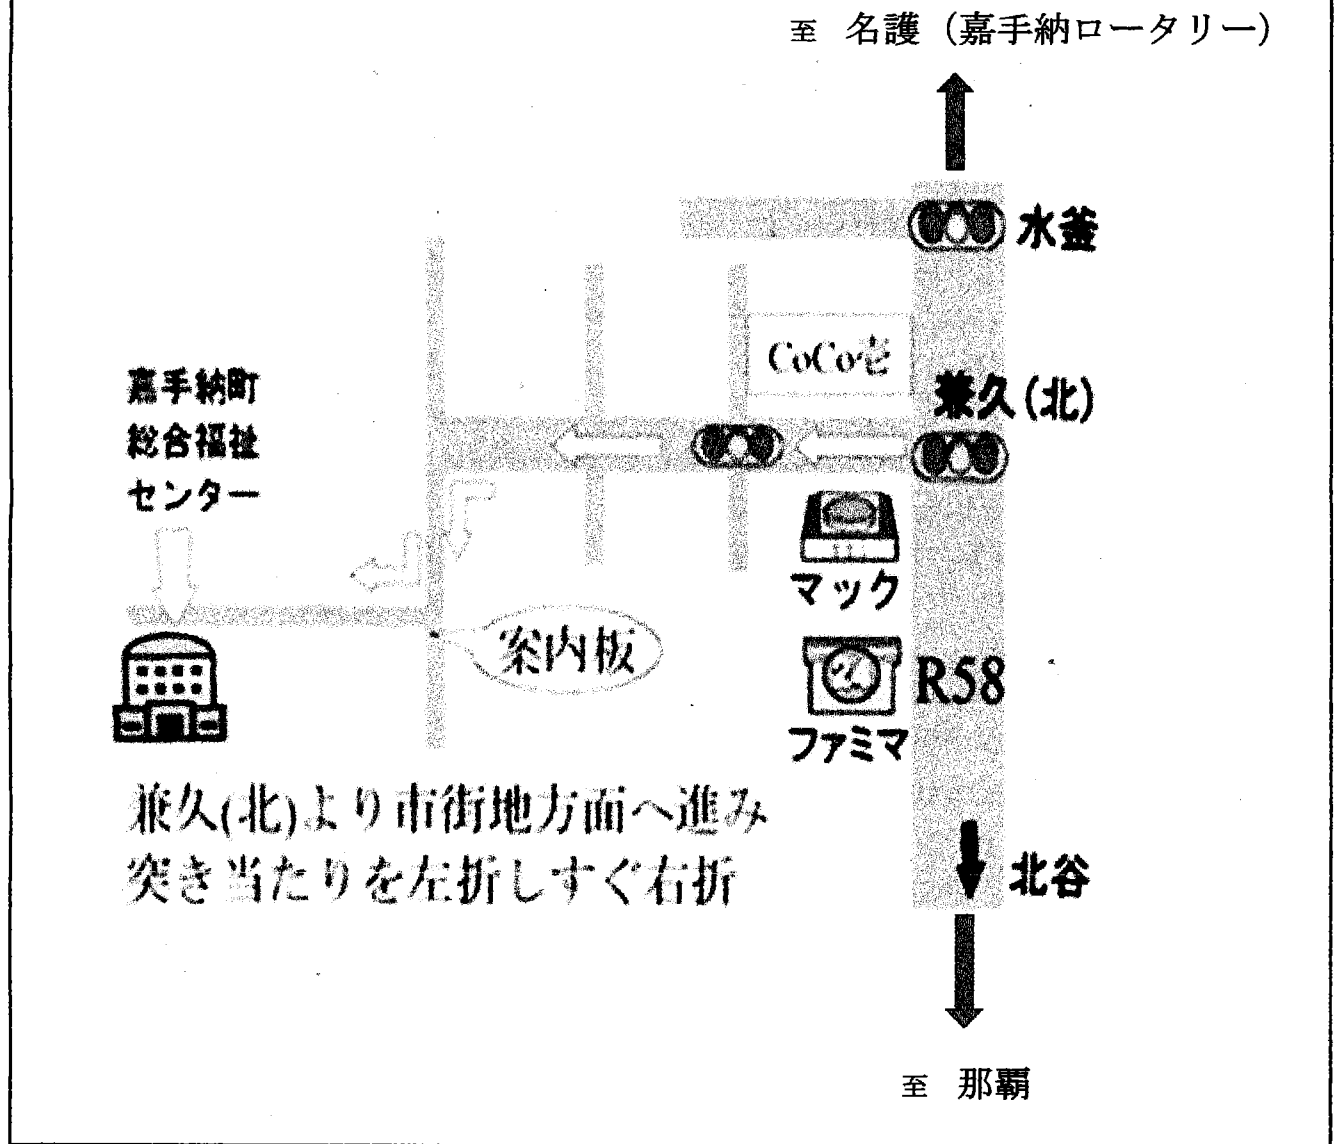 至 名護（嘉手納ロータリー）
水釜
CoCo壱
嘉手納町
総合福祉
センター
兼久(北)
マック
案内板
ファミマ
R58
兼久(北)より市街地方面へ進み
突き当たりを左折しすぐ右折
北谷
至 那覇